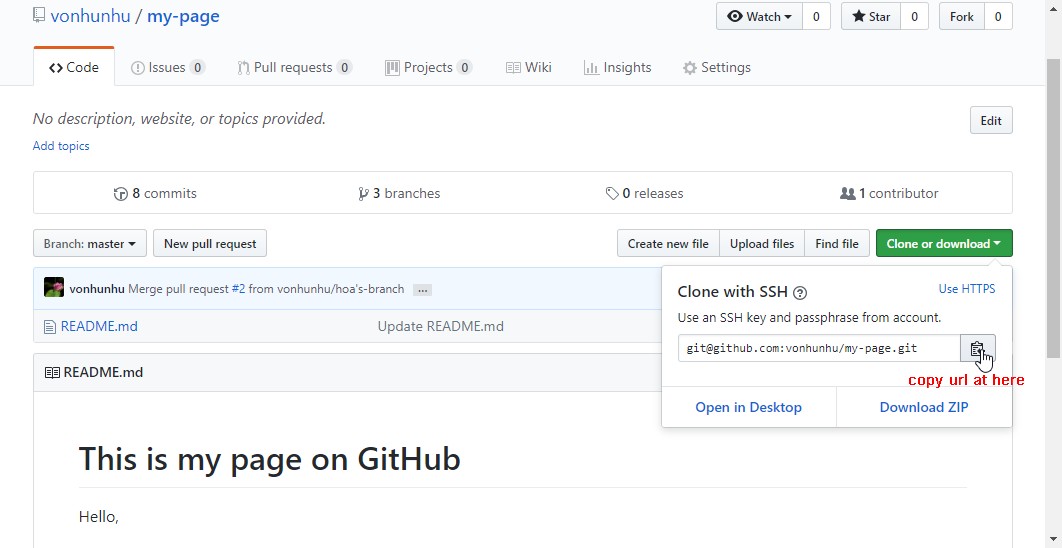 vonhunhu / my-page
Watch 0 Star 0 Fork 0
Code Issues 0 Pull requests 0 Projects 0 Wiki Insights Settings
No description, website, or topics provided.
Edit
Add topics
8 commits 3 branches 0 releases 1 contributor
Branch: master New pull request Create new file Upload files Find file Clone or download
vonhunhu Merge pull request #2 from vonhunhu/hoa's-branch ...
README.md Update README.md
Clone with SSH ? Use HTTPS
Use an SSH key and passphrase from account.
git@github.com:vonhunhu/my-page.git
copy url at here
Open in Desktop Download ZIP
README.md
This is my page on GitHub
Hello,